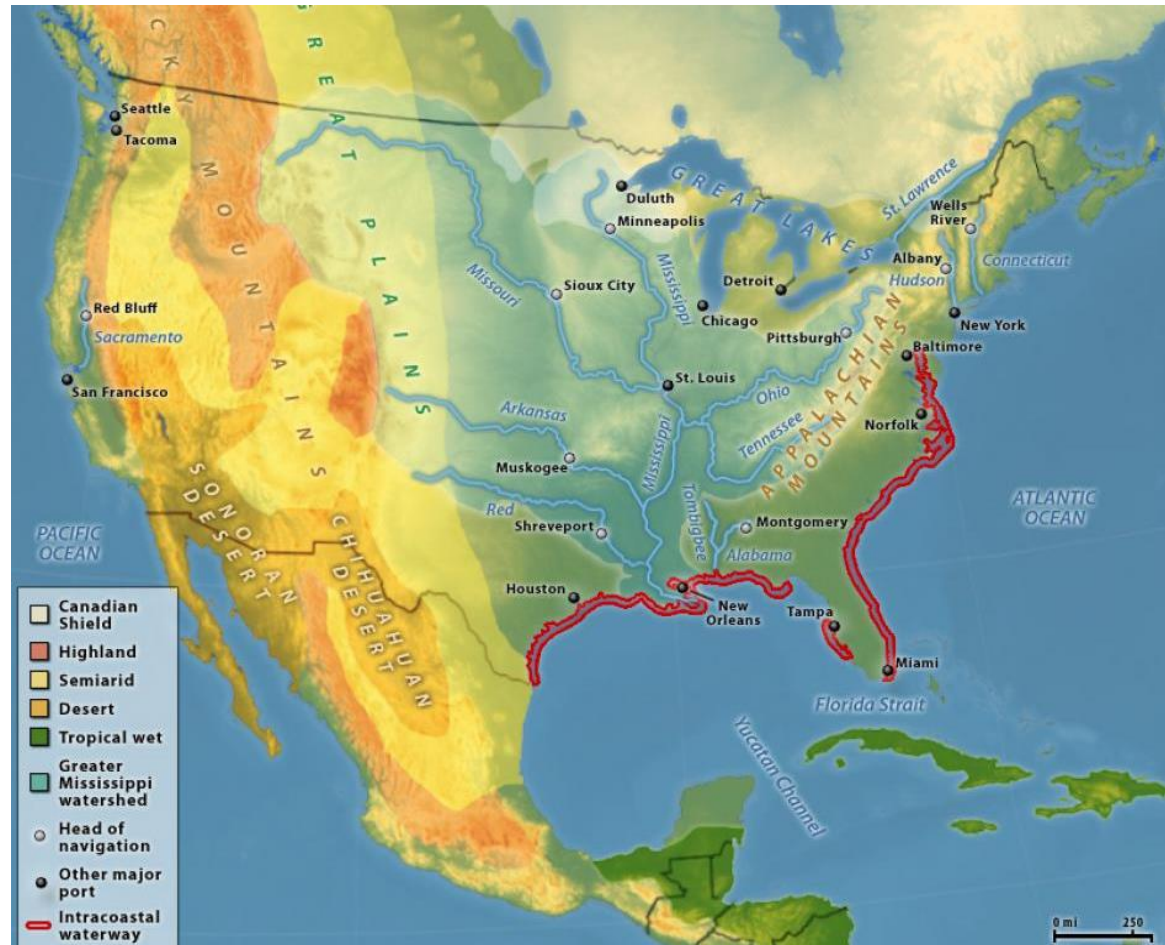 ROCKY MOUNTAINS
GREAT PLAINS
Seattle
Tacoma
Duluth
Minneapolis
GREAT LAKES
St. Lawrence
Wells
River
Albany
Hudson
Connecticut
Missouri
Sioux City
Mississippi
Detroit
Chicago
Pittsburgh
New York
Baltimore
Red Bluff
Sacramento
San Francisco
St. Louis
Ohio
APPALACHIAN
MOUNTAINS
Norfolk
Arkansas
Tennessee
Muskogee
Mississippi
Red
Shreveport
Tombigbee
Montgomery
Alabama
ATLANTIC
OCEAN
PACIFIC
OCEAN
SONORAN
DESERT
CHIHUAHUAN
DESERT
Houston
New
Orleans
Tampa
Miami
Florida Strait
Yucatan Channel
Canadian
Shield
Highland
Semiarid
Desert
Tropical wet
Greater
Mississippi
watershed
Head of
navigation
Other major
port
Intracoastal
waterway
0 mi 250